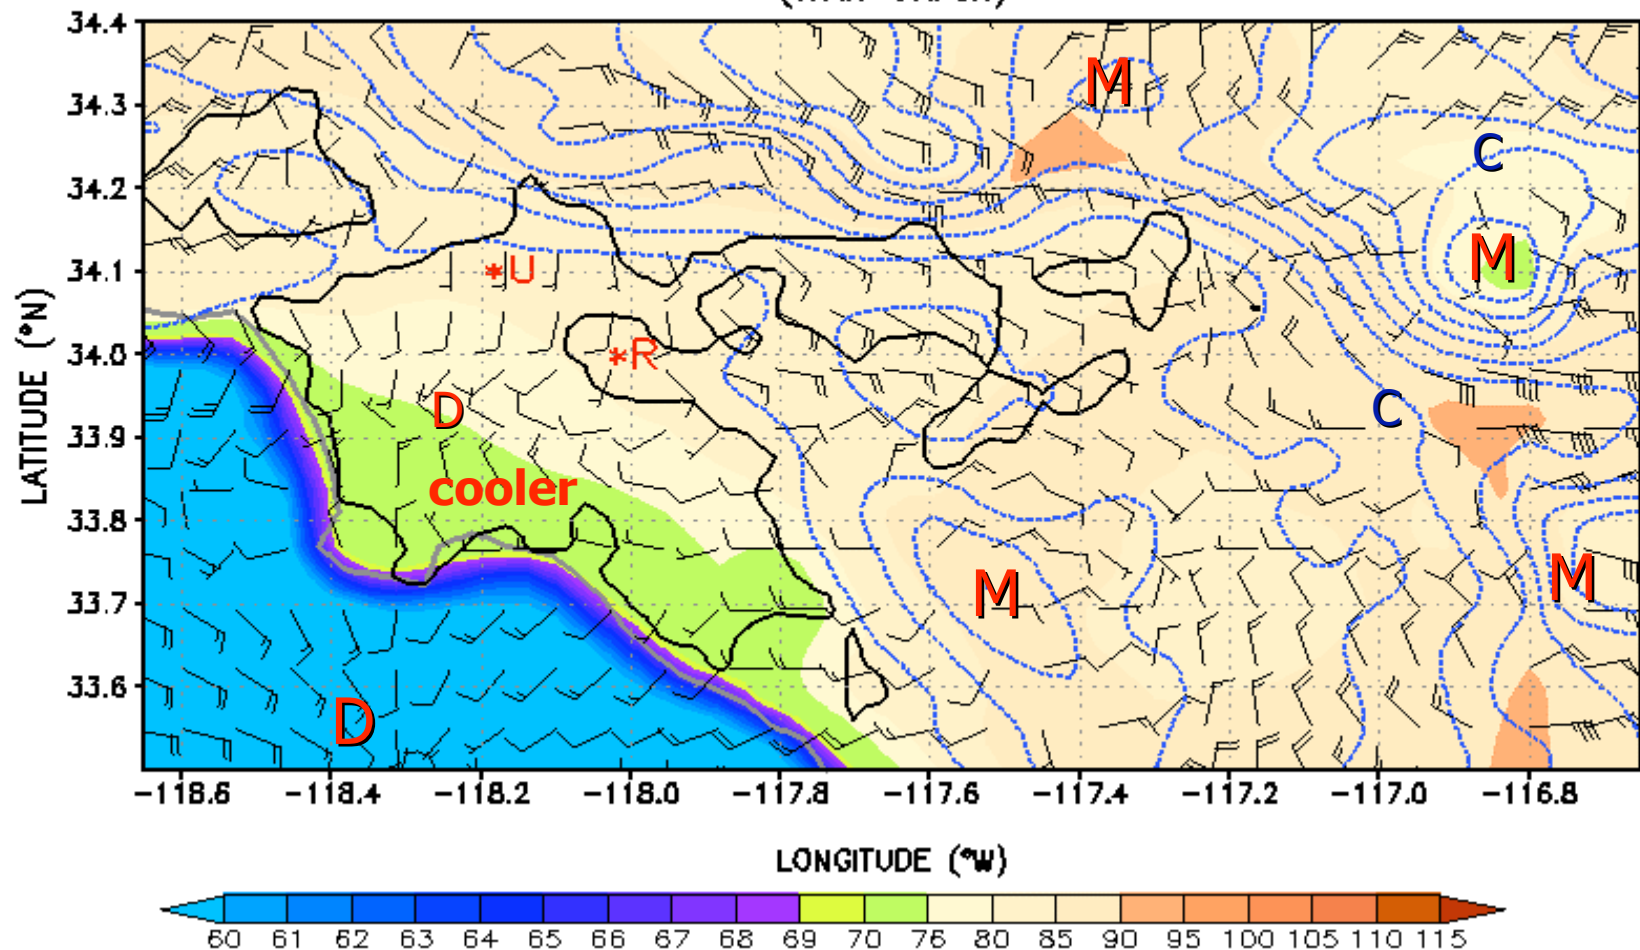 34.4
M
34.3
C
34.2
M
34.1
*U
34.0
*R
D
C
33.9
cooler
33.8
M
M
33.7
33.6
D
LATITUDE (°N)
−118.6 −118.4 −118.2 −118.0 −117.8 −117.6 −117.4 −117.2 −117.0 −116.8
LONGITUDE (°W)
60 61 62 63 64 65 66 67 68 69 70 76 80 85 90 95 100 105 110 115